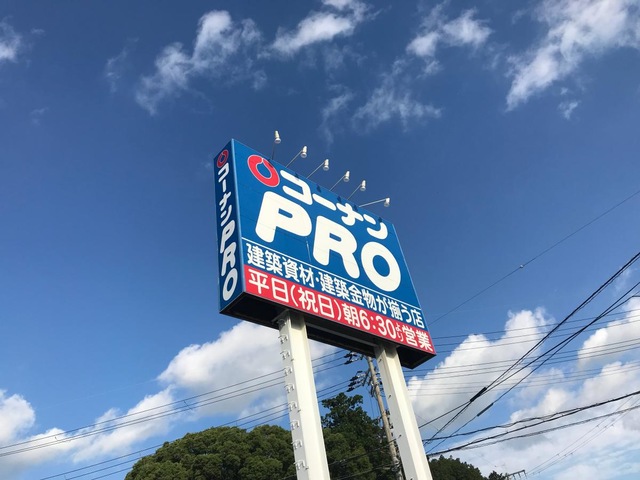 コーナン
PRO
建築資材・建築金物が揃う店
平日(祝日)朝6:30より営業
コーナンPRO